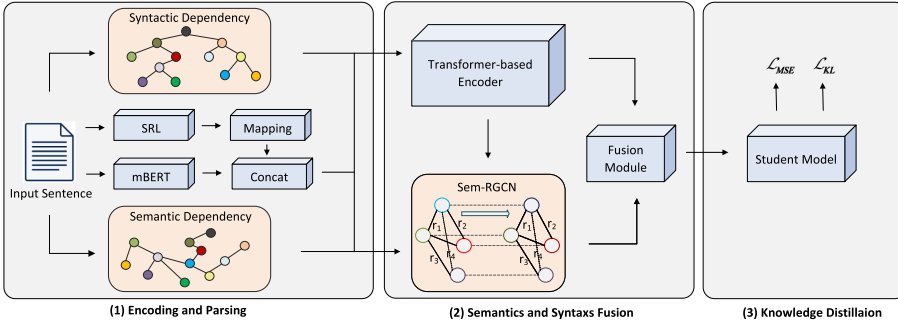 Syntactic Dependency
SRL
Mapping
mBERT
Concat
Input Sentence
Semantic Dependency
(1) Encoding and Parsing
Transformer-based
Encoder
Fusion
Module
Sem-RGCN
r1
r2
r3
r4
r1
r2
r3
r4
(2) Semantics and Syntaxs Fusion
ℒMSE
ℒKL
Student Model
(3) Knowledge Distillaion